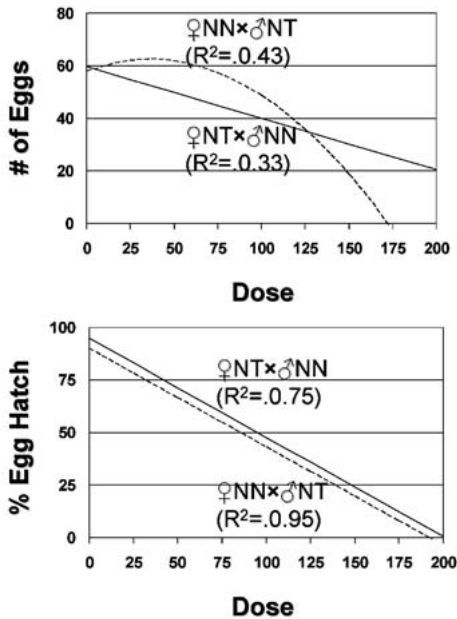 80
♀NN×♂NT
(R²=.0.43)
60
40
♀NT×♂NN
(R²=.0.33)
20
0
# of Eggs
0 25 50 75 100 125 150 175 200
Dose
100
♀NT×♂NN
(R²=.0.75)
75
50
25
♀NN×♂NT
(R²=.0.95)
0
% Egg Hatch
0 25 50 75 100 125 150 175 200
Dose